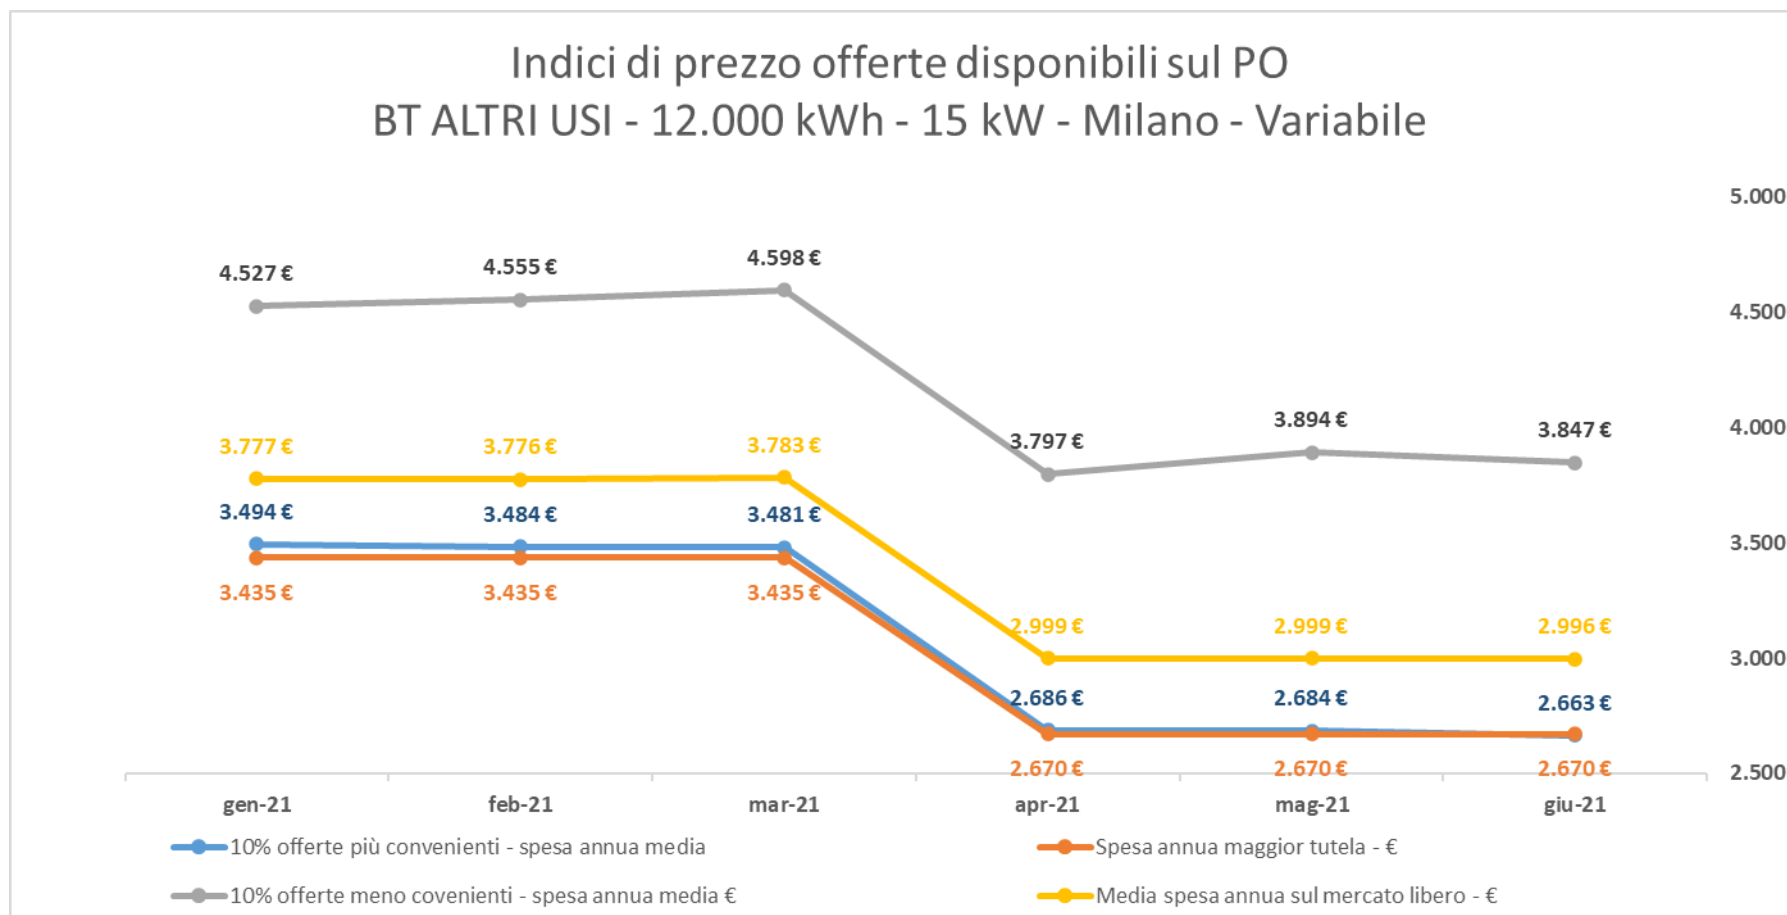 Indici di prezzo offerte disponibili sul PO
BT ALTRI USI - 12.000 kWh - 15 kW - Milano - Variabile
5.000
4.500
4.000
3.500
3.000
2.500
4.527 € 4.555 € 4.598 € 3.797 € 3.894 € 3.847 €
3.777 € 3.776 € 3.783 € 2.999 € 2.999 € 2.996 €
3.494 € 3.484 € 3.481 € 2.686 € 2.684 € 2.663 €
3.435 € 3.435 € 3.435 € 2.670 € 2.670 € 2.670 €
gen-21 feb-21 mar-21 apr-21 mag-21 giu-21
10% offerte più convenienti - spesa annua media
Spesa annua maggior tutela - €
10% offerte meno covenienti - spesa annua media €
Media spesa annua sul mercato libero - €